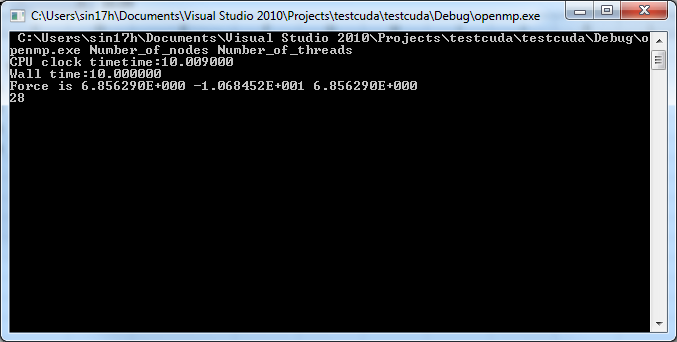 C:\Users\sin17h\Documents\Visual Studio 2010\Projects\testcuda\testcuda\Debug\openmp.exe
C:\Users\sin17h\Documents\Visual Studio 2010\Projects\testcuda\testcuda\Debug\o
penmp.exe Number_of_nodes Number_of_threads
CPU clock timetime:10.009000
Wall time:10.000000
Force is 6.856290E+000 -1.068452E+001 6.856290E+000
28